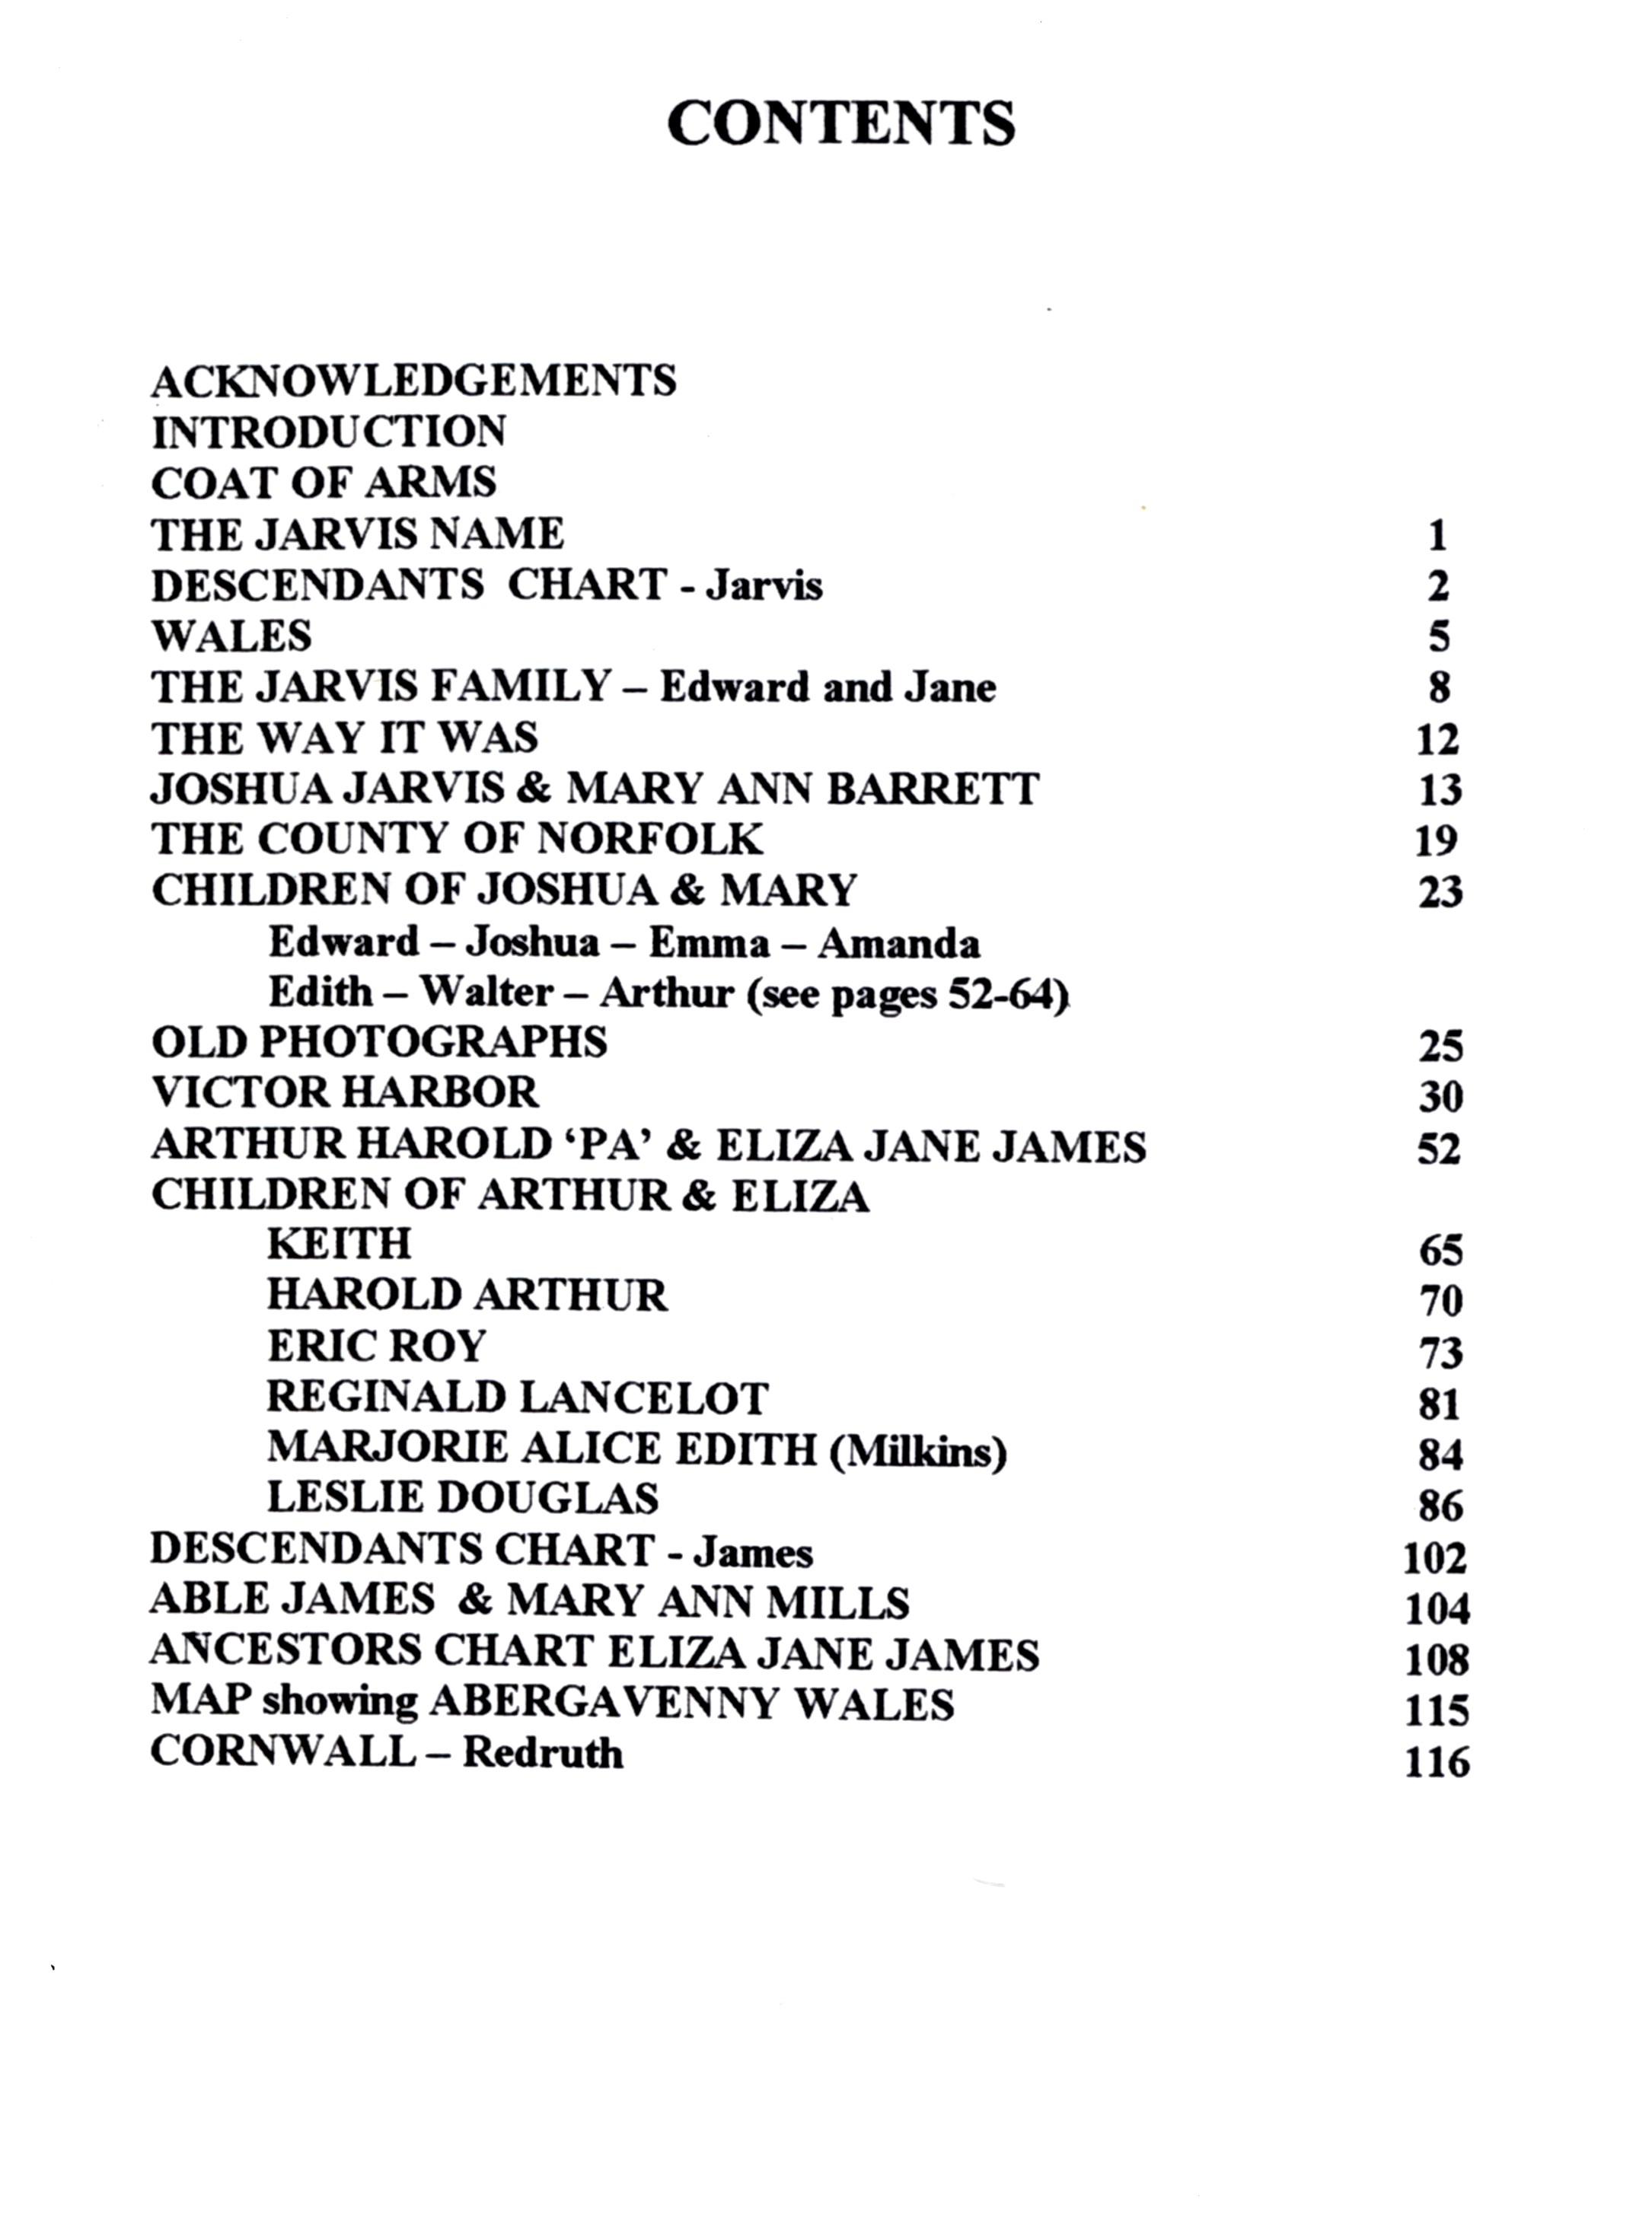 CONTENTS
ACKNOWLEDGEMENTS
INTRODUCTION
COAT OF ARMS
THE JARVIS NAME 1
DESCENDANTS CHART - Jarvis 2
WALES 5
THE JARVIS FAMILY – Edward and Jane 8
THE WAY IT WAS 12
JOSHUA JARVIS & MARY ANN BARRETT 13
THE COUNTY OF NORFOLK 19
CHILDREN OF JOSHUA & MARY 23
Edward – Joshua – Emma – Amanda
Edith – Walter – Arthur (see pages 52-64)
OLD PHOTOGRAPHS 25
VICTOR HARBOR 30
ARTHUR HAROLD ‘PA’ & ELIZA JANE JAMES 52
CHILDREN OF ARTHUR & ELIZA
KEITH 65
HAROLD ARTHUR 70
ERIC ROY 73
REGINALD LANCELOT 81
MARJORIE ALICE EDITH (Milkins) 84
LESLIE DOUGLAS 86
DESCENDANTS CHART - James 102
ABLE JAMES & MARY ANN MILLS 104
ANCESTORS CHART ELIZA JANE JAMES 108
MAP showing ABERGAVENNY WALES 115
CORNWALL – Redruth 116